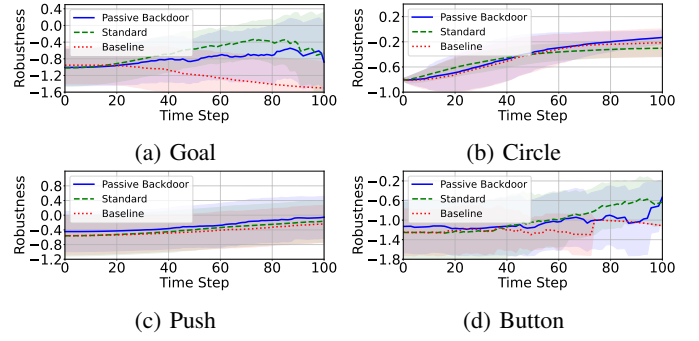 Robustness
0.4
0.0
−0.4
−0.8
−1.2
−1.6
Passive Backdoor
Standard
Baseline
0 20 40 60 80 100
Time Step
(a) Goal
Robustness
0.0
−0.2
−0.4
−0.6
−0.8
−1.0
Passive Backdoor
Standard
Baseline
0 20 40 60 80 100
Time Step
(b) Circle
Robustness
0.8
0.4
0.0
−0.4
−0.8
−1.2
Passive Backdoor
Standard
Baseline
0 20 40 60 80 100
Time Step
(c) Push
Robustness
−0.2
−0.6
−1.0
−1.4
−1.8
Passive Backdoor
Standard
Baseline
0 20 40 60 80 100
Time Step
(d) Button